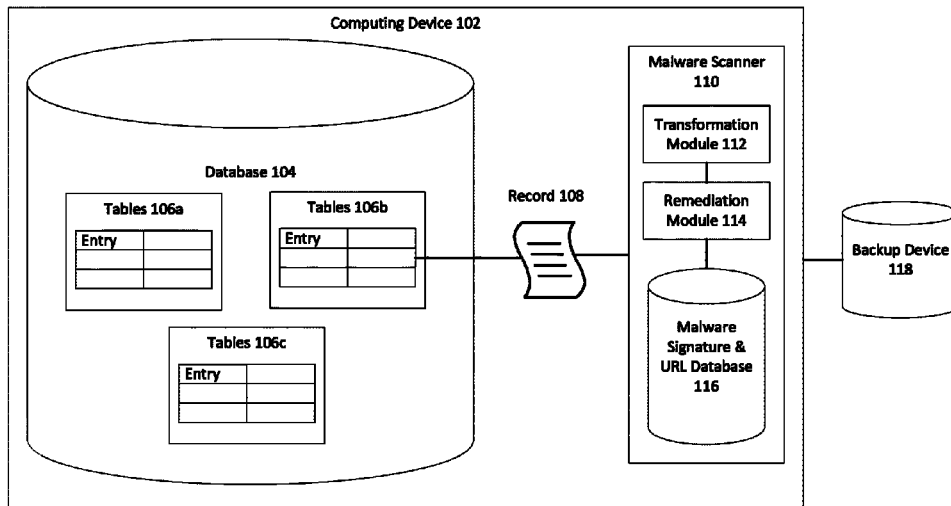 Computing Device 102
Database 104
Tables 106a
Entry
Tables 106b
Entry
Tables 106c
Entry
Record 108
Malware Scanner
110
Transformation
Module 112
Remediation
Module 114
Malware
Signature &
URL Database
116
Backup Device
118